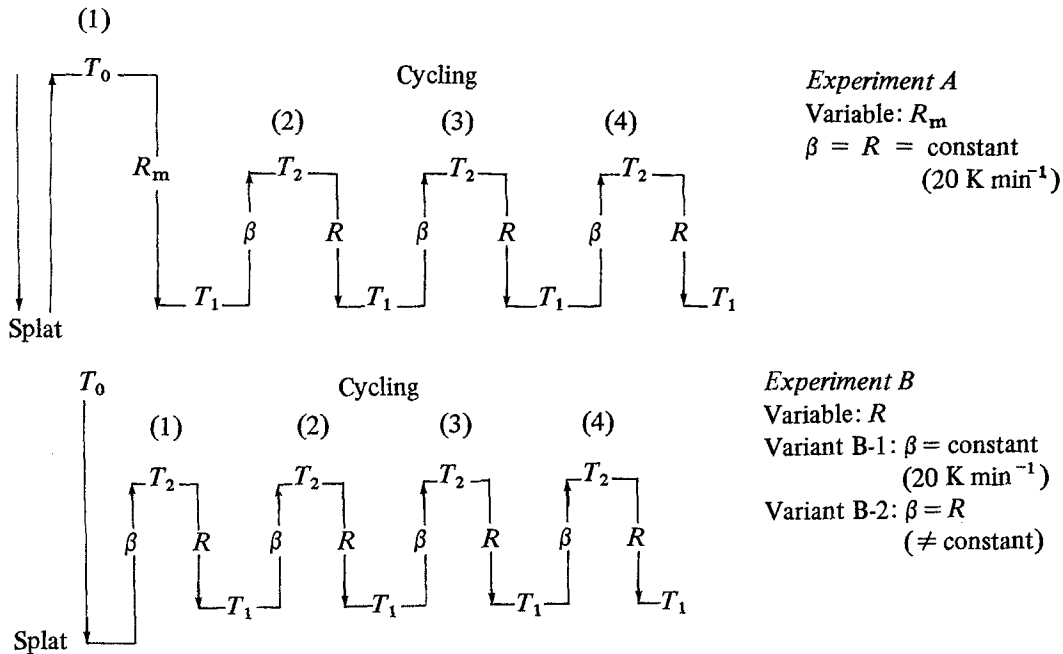 (1)
T₀
Cycling
Experiment A
Variable: Rₘ
β = R = constant
(20 K min⁻¹)
(2)
(3)
(4)
Rₘ
T₂
T₂
T₂
β
R
β
R
β
R
T₁
T₁
T₁
T₁
Splat
T₀
Cycling
Experiment B
Variable: R
Variant B-1: β = constant
(20 K min⁻¹)
Variant B-2: β = R
(≠ constant)
(1)
(2)
(3)
(4)
T₂
T₂
T₂
T₂
β
R
β
R
β
R
β
R
T₁
T₁
T₁
T₁
Splat